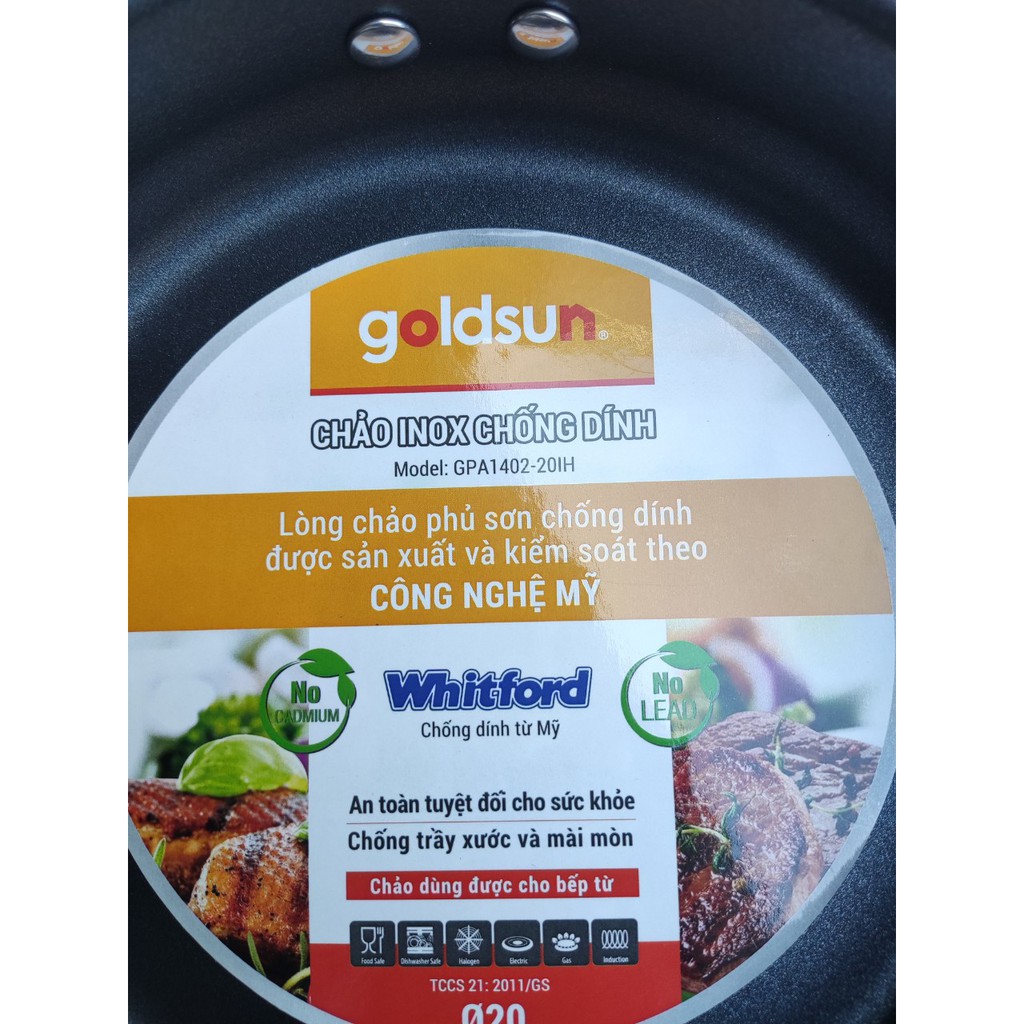 goldsun®
CHẢO INOX CHỐNG DÍNH
Model: GPA1402-20IH
Lòng chảo phủ sơn chống dính
được sản xuất và kiểm soát theo
CÔNG NGHỆ MỸ
No
CADMIUM
Whitford
Chống dính từ Mỹ
No
LEAD
An toàn tuyệt đối cho sức khỏe
Chống trầy xước và mài mòn
Chảo dùng được cho bếp từ
Food Safe
Dishwasher Safe
Halogen
Electric
Gas
Induction
TCCS 21: 2011/GS
Ø20